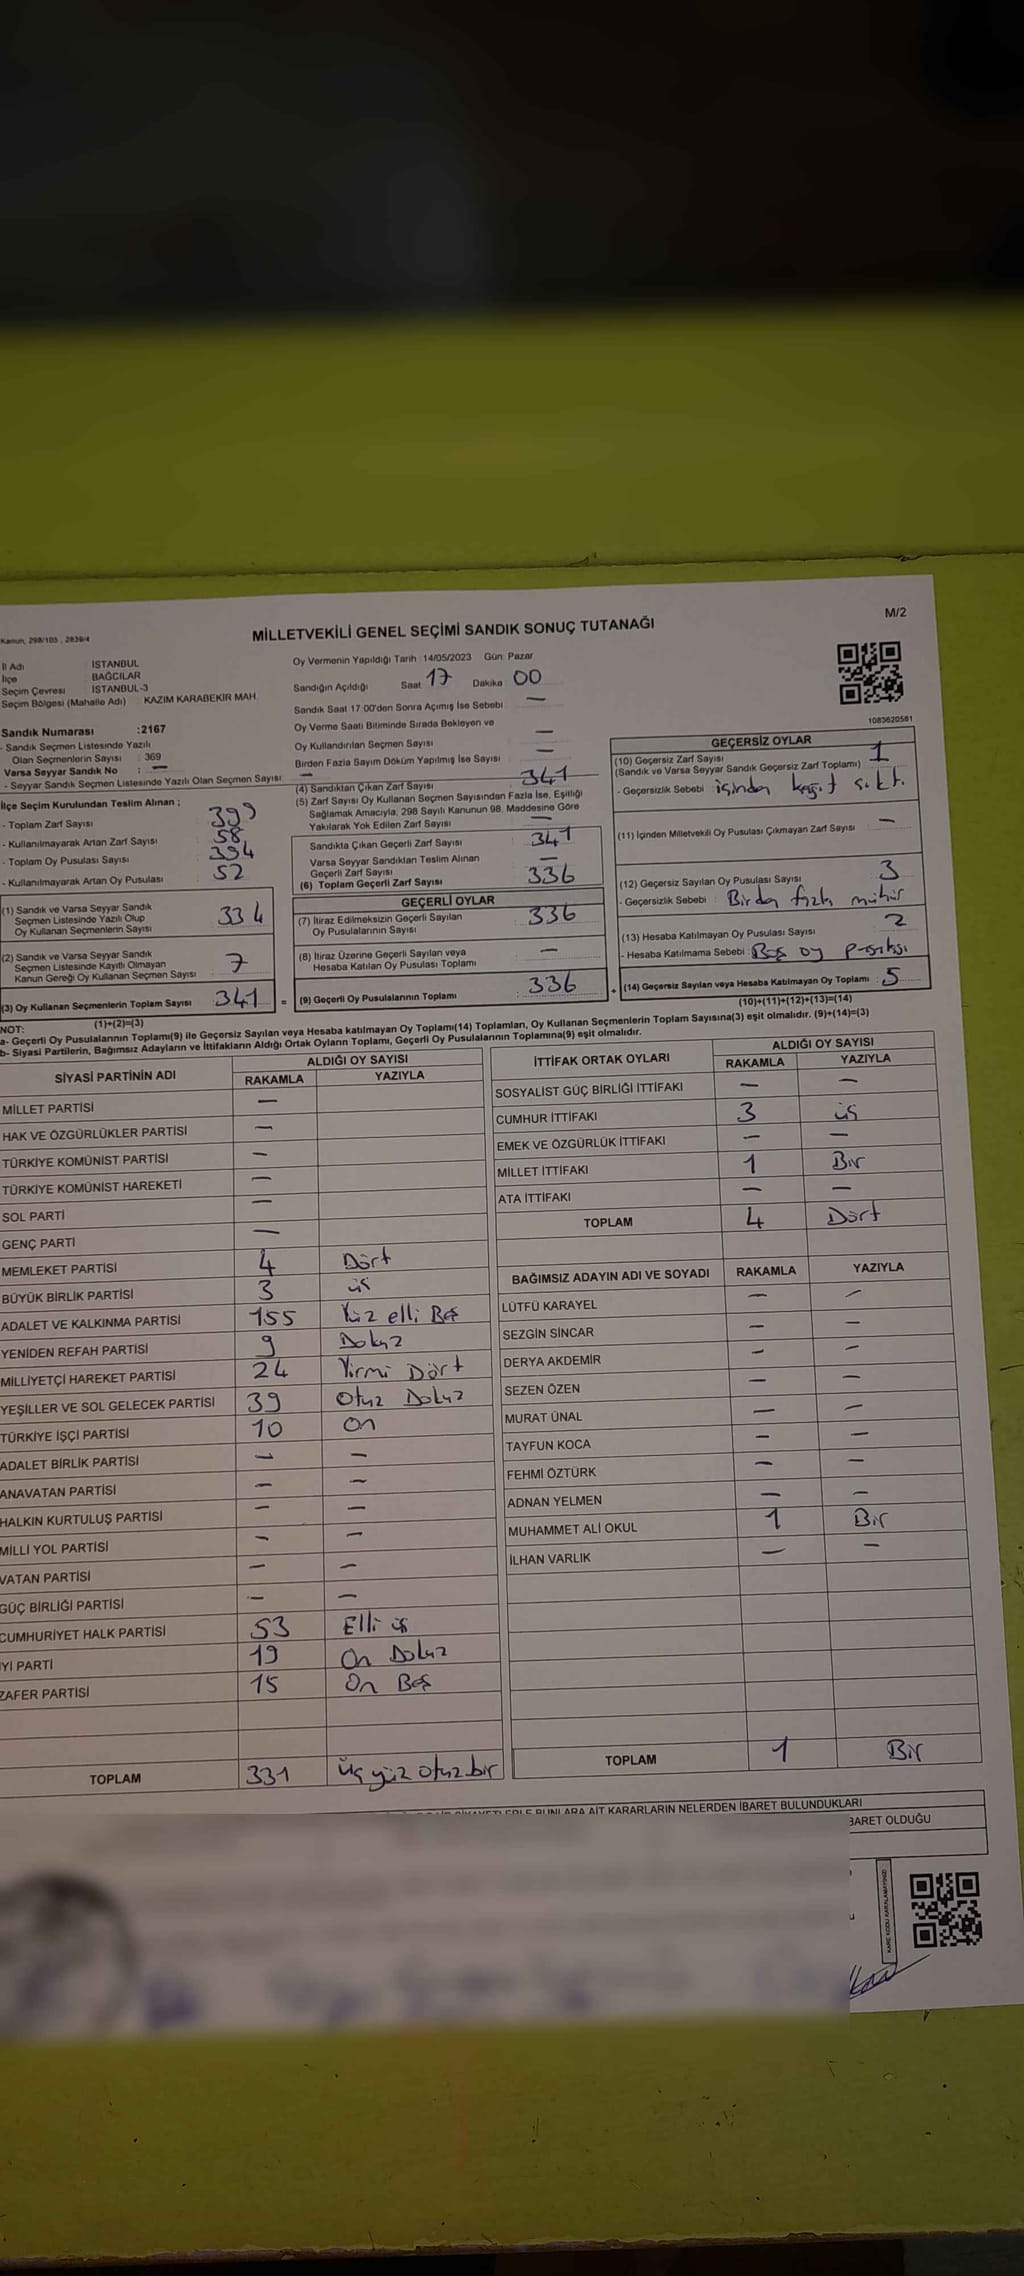 Kanun, 298/105 , 2839/4
M/2
MİLLETVEKİLİ GENEL SEÇİMİ SANDIK SONUÇ TUTANAĞI
İl Adı : İSTANBUL
İlçe : BAĞCILAR
Seçim Çevresi : İSTANBUL-3
Seçim Bölgesi (Mahalle Adı) : KAZIM KARABEKİR MAH.
Sandık Numarası :2167
- Sandık Seçmen Listesinde Yazılı
Olan Seçmenlerin Sayısı : 369
Varsa Seyyar Sandık No : —
- Seyyar Sandık Seçmen Listesinde Yazılı Olan Seçmen Sayısı: —
İlçe Seçim Kurulundan Teslim Alınan ;
- Toplam Zarf Sayısı : 399
- Kullanılmayarak Artan Zarf Sayısı : 58
- Toplam Oy Pusulası Sayısı : 394
- Kullanılmayarak Artan Oy Pusulası : 52
(1) Sandık ve Varsa Seyyar Sandık
Seçmen Listesinde Yazılı Olup
Oy Kullanan Seçmenlerin Sayısı : 334
(2) Sandık ve Varsa Seyyar Sandık
Seçmen Listesinde Kayıtlı Olmayan
Kanun Gereği Oy Kullanan Seçmen Sayısı : 7
(3) Oy Kullanan Seçmenlerin Toplam Sayısı : 341 =
(1)+(2)=(3)
Oy Vermenin Yapıldığı Tarih :14/05/2023 Gün: Pazar
Sandığın Açıldığı Saat 17 Dakika 00
Sandık Saat 17:00'den Sonra Açımış İse Sebebi : —
Oy Verme Saati Bitiminde Sırada Bekleyen ve
Oy Kullandırılan Seçmen Sayısı : —
Birden Fazla Sayım Döküm Yapılmış İse Sayısı : —
(4) Sandıktan Çıkan Zarf Sayısı : 341
(5) Zarf Sayısı Oy Kullanan Seçmen Sayısından Fazla İse, Eşitliği
Sağlamak Amacıyla, 298 Sayılı Kanunun 98. Maddesine Göre
Yakılarak Yok Edilen Zarf Sayısı : —
Sandıkta Çıkan Geçerli Zarf Sayısı : 341
Varsa Seyyar Sandıktan Teslim Alınan
Geçerli Zarf Sayısı : —
(6) Toplam Geçerli Zarf Sayısı : 336
GEÇERLİ OYLAR
(7) İtiraz Edilmeksizin Geçerli Sayılan
Oy Pusulalarının Sayısı : 336
(8) İtiraz Üzerine Geçerli Sayılan veya
Hesaba Katılan Oy Pusulası Toplamı : —
(9) Geçerli Oy Pusulalarının Toplamı : 336 +
1083620581
GEÇERSİZ OYLAR
(10) Geçersiz Zarf Sayısı : 1
(Sandık ve Varsa Seyyar Sandık Geçersiz Zarf Toplamı)
- Geçersizlik Sebebi : içinden kağıt çıktı.
(11) İçinden Milletvekili Oy Pusulası Çıkmayan Zarf Sayısı : —
(12) Geçersiz Sayılan Oy Pusulası Sayısı : 3
- Geçersizlik Sebebi : Birden fazla mühür
(13) Hesaba Katılmayan Oy Pusulası Sayısı : 2
- Hesaba Katılmama Sebebi : Boş oy pusulası
(14) Geçersiz Sayılan veya Hesaba Katılmayan Oy Toplamı : 5
(10)+(11)+(12)+(13)=(14)
NOT:
a- Geçerli Oy Pusulalarının Toplamı(9) ile Geçersiz Sayılan veya Hesaba katılmayan Oy Toplamı(14) Toplamları, Oy Kullanan Seçmenlerin Toplam Sayısına(3) eşit olmalıdır. (9)+(14)=(3)
b- Siyasi Partilerin, Bağımsız Adayların ve İttifakların Aldığı Ortak Oyların Toplamı, Geçerli Oy Pusulalarının Toplamına(9) eşit olmalıdır.
SİYASİ PARTİNİN ADI ALDIĞI OY SAYISI
RAKAMLA YAZIYLA
MİLLET PARTİSİ —
HAK VE ÖZGÜRLÜKLER PARTİSİ —
TÜRKİYE KOMÜNİST PARTİSİ —
TÜRKİYE KOMÜNİST HAREKETİ —
SOL PARTİ —
GENÇ PARTİ —
MEMLEKET PARTİSİ 4 Dört
BÜYÜK BİRLİK PARTİSİ 3 üç
ADALET VE KALKINMA PARTİSİ 155 Yüz elli Beş
YENİDEN REFAH PARTİSİ 9 Dokuz
MİLLİYETÇİ HAREKET PARTİSİ 24 Yirmi Dört
YEŞİLLER VE SOL GELECEK PARTİSİ 39 Otuz Dokuz
TÜRKİYE İŞÇİ PARTİSİ 10 On
ADALET BİRLİK PARTİSİ — —
ANAVATAN PARTİSİ — —
HALKIN KURTULUŞ PARTİSİ — —
MİLLİ YOL PARTİSİ — —
VATAN PARTİSİ — —
GÜÇ BİRLİĞİ PARTİSİ — —
CUMHURİYET HALK PARTİSİ 53 Elli üç
İYİ PARTİ 19 On Dokuz
ZAFER PARTİSİ 15 On Beş
TOPLAM 331 Üçyüz otuz bir
İTTİFAK ORTAK OYLARI ALDIĞI OY SAYISI
RAKAMLA YAZIYLA
SOSYALİST GÜÇ BİRLİĞİ İTTİFAKI — —
CUMHUR İTTİFAKI 3 üç
EMEK VE ÖZGÜRLÜK İTTİFAKI — —
MİLLET İTTİFAKI 1 Bir
ATA İTTİFAKI — —
TOPLAM 4 Dört
BAĞIMSIZ ADAYIN ADI VE SOYADI RAKAMLA YAZIYLA
LÜTFÜ KARAYEL — —
SEZGİN SİNCAR — —
DERYA AKDEMİR — —
SEZEN ÖZEN — —
MURAT ÜNAL — —
TAYFUN KOCA — —
FEHMİ ÖZTÜRK — —
ADNAN YELMEN — —
MUHAMMET ALİ OKUL 1 Bir
İLHAN VARLIK — —
TOPLAM 1 Bir
BUNLARA AİT KARARLARIN NELERDEN İBARET BULUNDUKLARI
BARET OLDUĞU
KARE KODU KARALAMAYINIZ